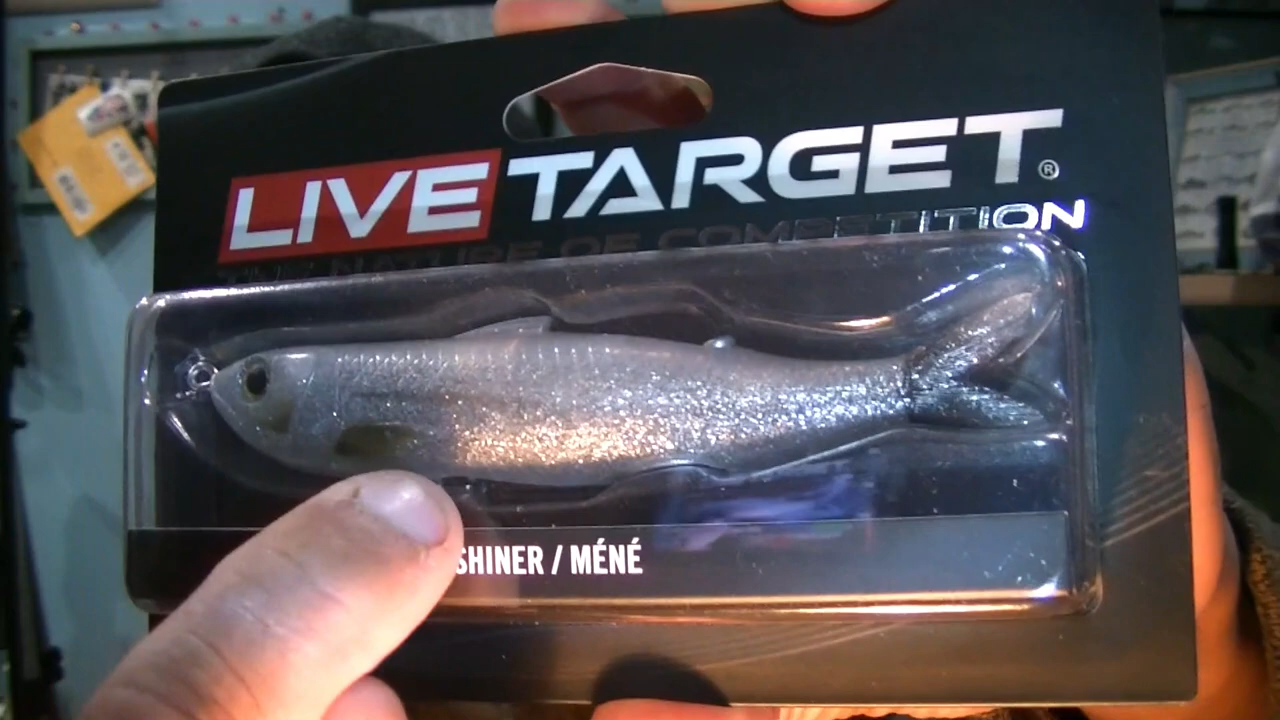 LIVETARGET®
THE NATURE OF COMPETITION
SHINER / MÉNÉ